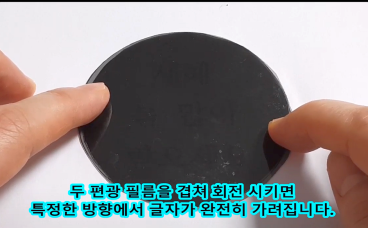 두 편광 필름을 겹쳐 회전 시키면
특정한 방향에서 글자가 완전히 가려집니다.